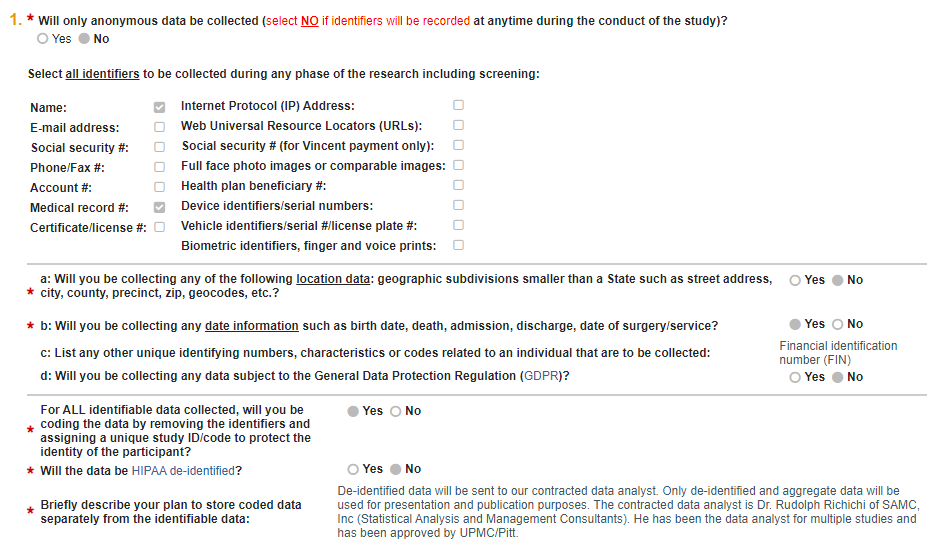 1. * Will only anonymous data be collected (select NO if identifiers will be recorded at anytime during the conduct of the study)?
Yes No
Select all identifiers to be collected during any phase of the research including screening:
Name:
E-mail address:
Social security #:
Phone/Fax #:
Account #:
Medical record #:
Certificate/license #:
Internet Protocol (IP) Address:
Web Universal Resource Locators (URLs):
Social security # (for Vincent payment only):
Full face photo images or comparable images:
Health plan beneficiary #:
Device identifiers/serial numbers:
Vehicle identifiers/serial #/license plate #:
Biometric identifiers, finger and voice prints:
a: Will you be collecting any of the following location data: geographic subdivisions smaller than a State such as street address,
* city, county, precinct, zip, geocodes, etc.?
Yes No
* b: Will you be collecting any date information such as birth date, death, admission, discharge, date of surgery/service?
Yes No
c: List any other unique identifying numbers, characteristics or codes related to an individual that are to be collected:
Financial identification
number (FIN)
d: Will you be collecting any data subject to the General Data Protection Regulation (GDPR)?
Yes No
For ALL identifiable data collected, will you be
coding the data by removing the identifiers and
* assigning a unique study ID/code to protect the
identity of the participant?
Yes No
* Will the data be HIPAA de-identified?
Yes No
Briefly describe your plan to store coded data
* separately from the identifiable data:
De-identified data will be sent to our contracted data analyst. Only de-identified and aggregate data will be
used for presentation and publication purposes. The contracted data analyst is Dr. Rudolph Richichi of SAMC,
Inc (Statistical Analysis and Management Consultants). He has been the data analyst for multiple studies and
has been approved by UPMC/Pitt.